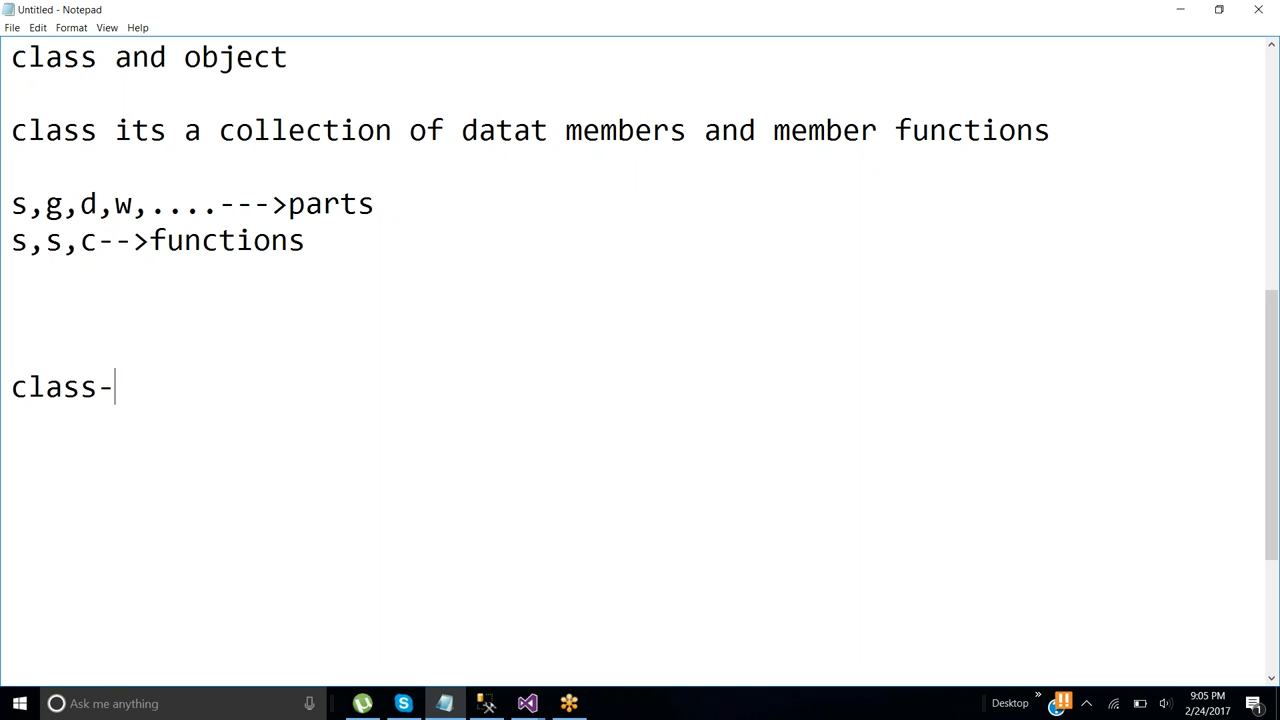 Untitled - Notepad
File Edit Format View Help
class and object
class its a collection of datat members and member functions
s,g,d,w,....--->parts
s,s,c-->functions
class-
Ask me anything
Desktop
9:05 PM
2/24/2017
1